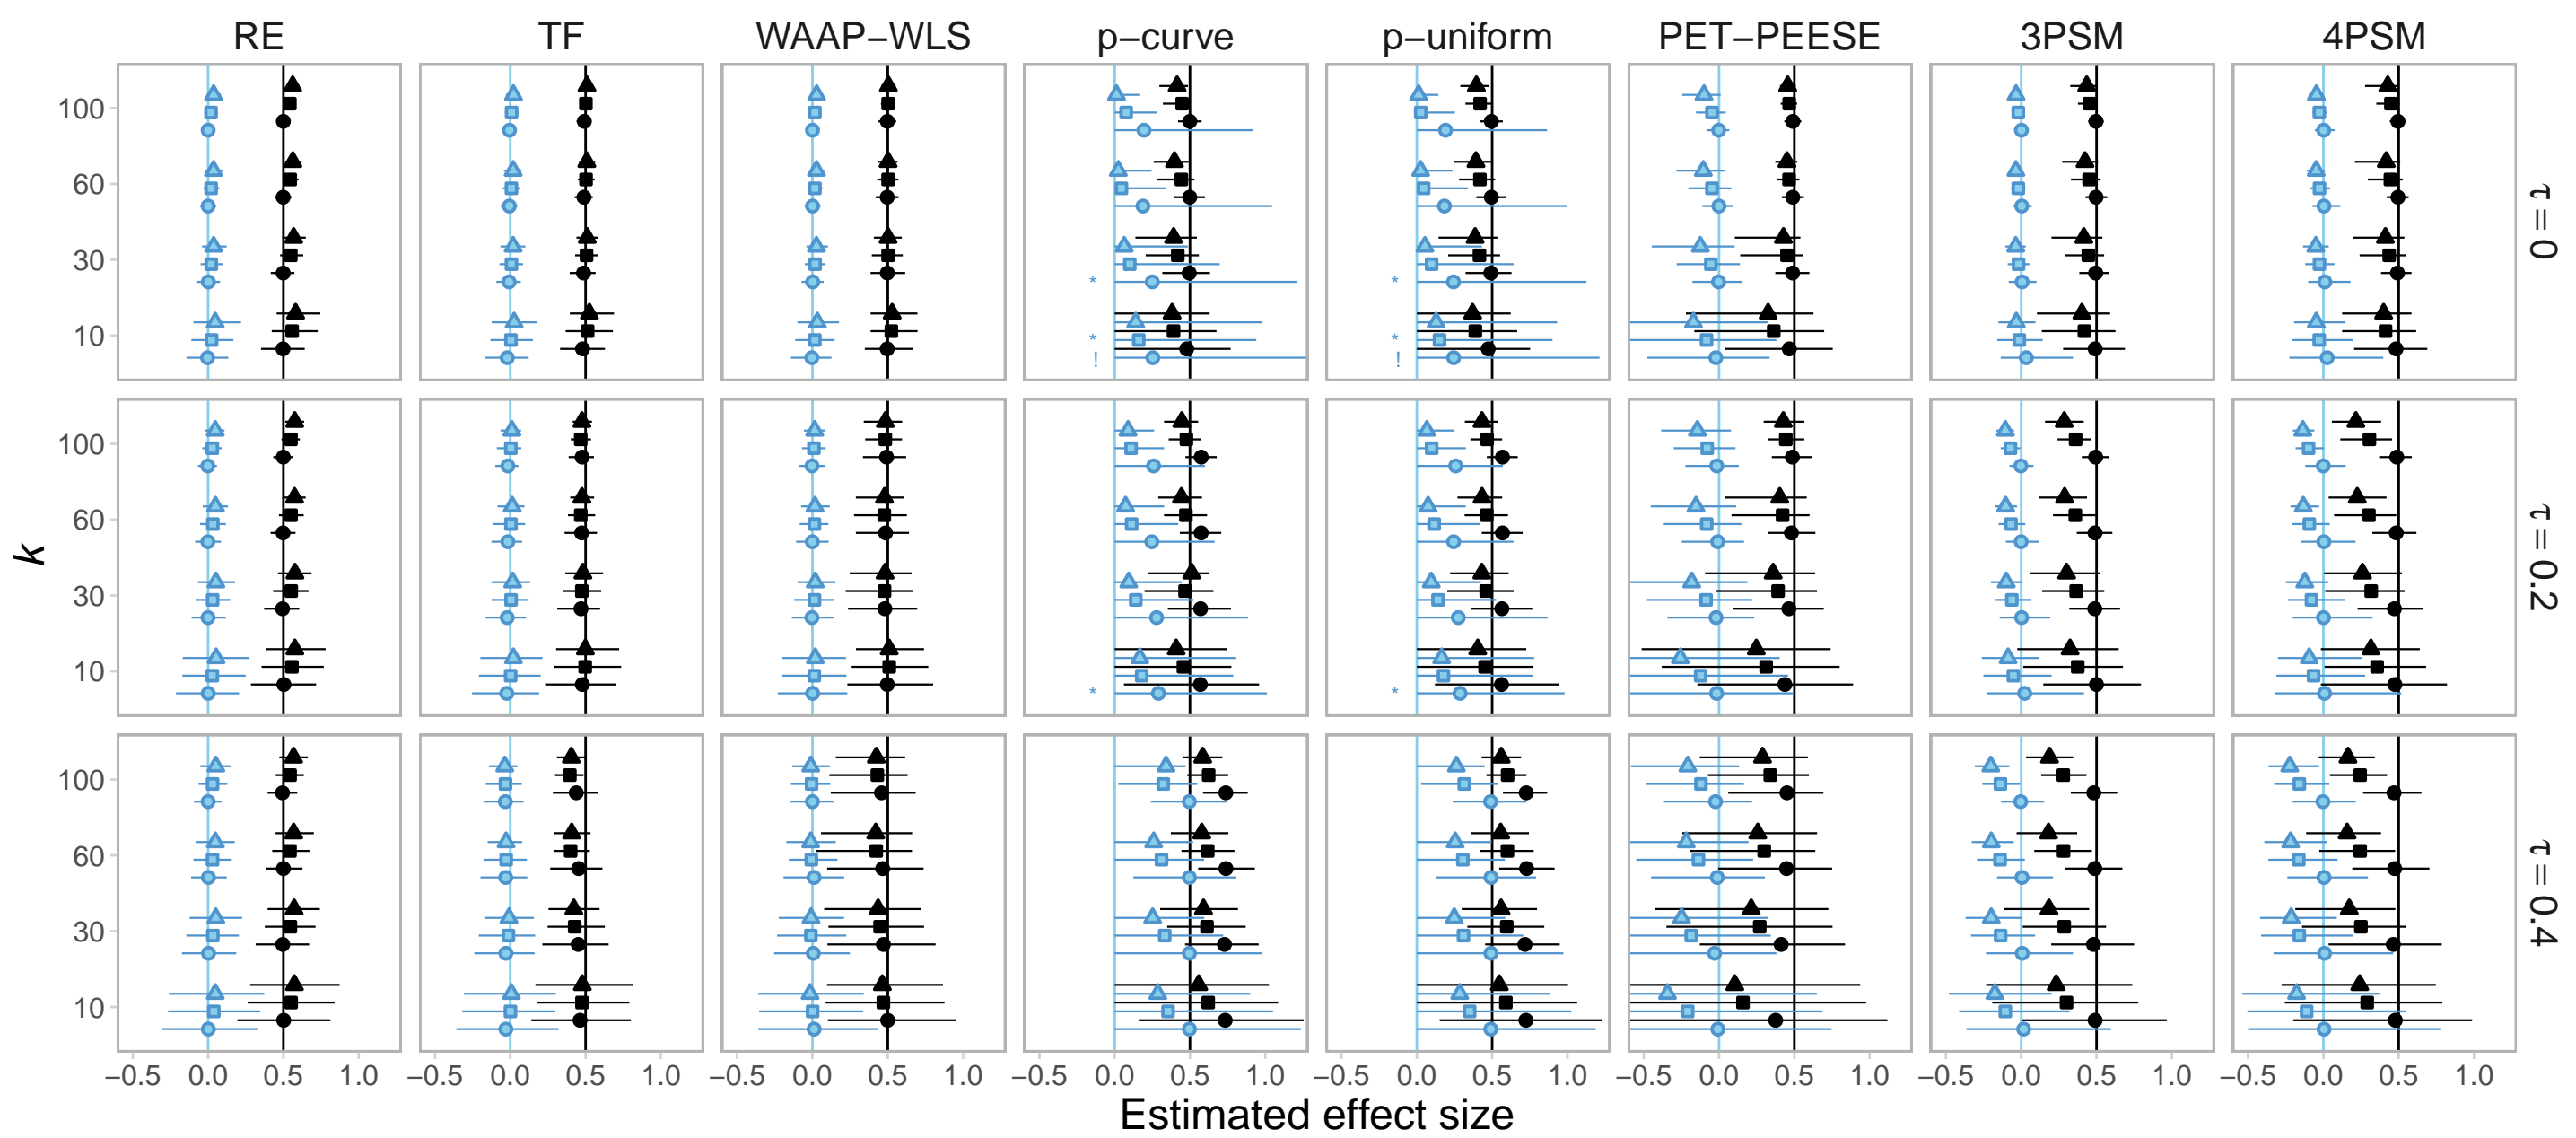 RE TF WAAP−WLS p−curve p−uniform PET−PEESE 3PSM 4PSM
100
60
30
* *
10
* *
! !
τ = 0
100
60
30
10
* *
τ = 0.2
k
100
60
30
10
τ = 0.4
−0.5 0.0 0.5 1.0 −0.5 0.0 0.5 1.0 −0.5 0.0 0.5 1.0 −0.5 0.0 0.5 1.0 −0.5 0.0 0.5 1.0 −0.5 0.0 0.5 1.0 −0.5 0.0 0.5 1.0 −0.5 0.0 0.5 1.0
Estimated effect size